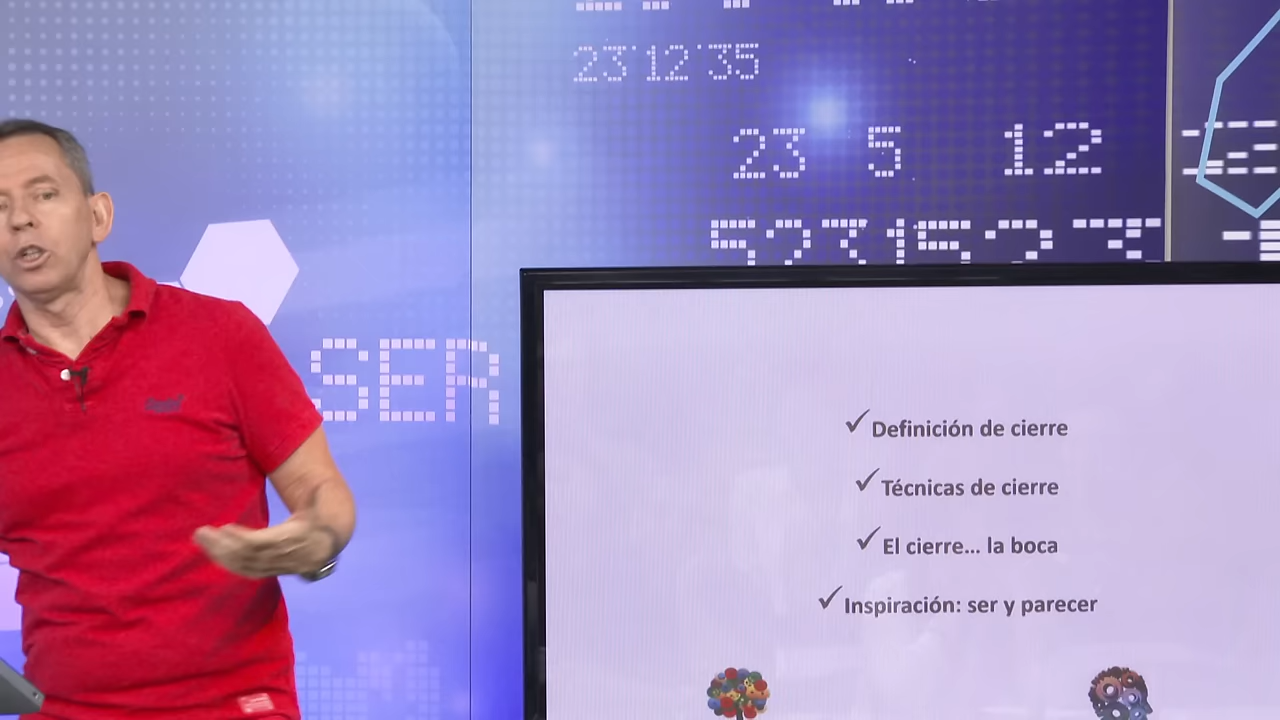 23 12 35
23 5 12
5231523
SER
✓ Definición de cierre
✓ Técnicas de cierre
✓ El cierre... la boca
✓ Inspiración: ser y parecer